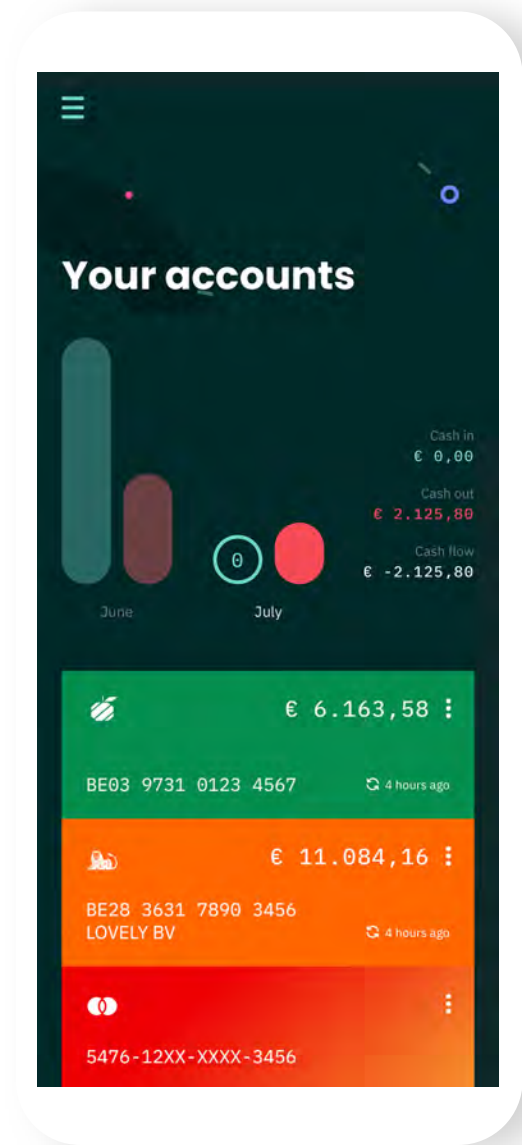 Your accounts
Cash in
€ 0,00
Cash out
€ 2.125,80
Cash flow
€ -2.125,80
0
June
July
€ 6.163,58
BE03 9731 0123 4567
4 hours ago
€ 11.084,16
BE28 3631 7890 3456
LOVELY BV
4 hours ago
5476-12XX-XXXX-3456